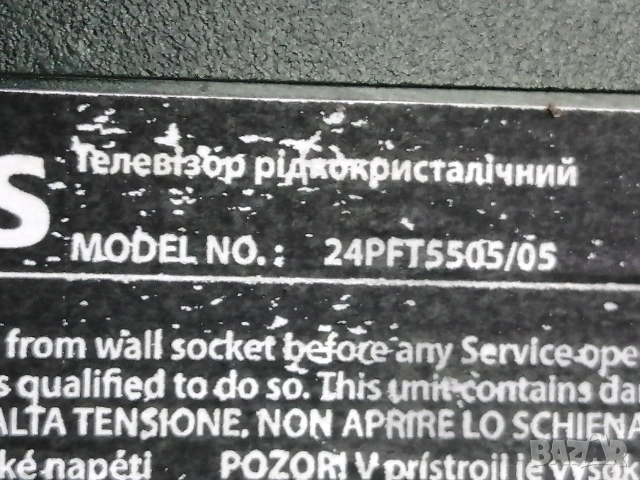 S Телевізор рідкокристалічний
MODEL NO.: 24PFT5505/05
from wall socket before any Service ope
s qualified to do so. This unit contains da
ALTA TENSIONE. NON APRIRE LO SCHIENA
ké napětí POZOR! V prístroji je vysok
BAZAR